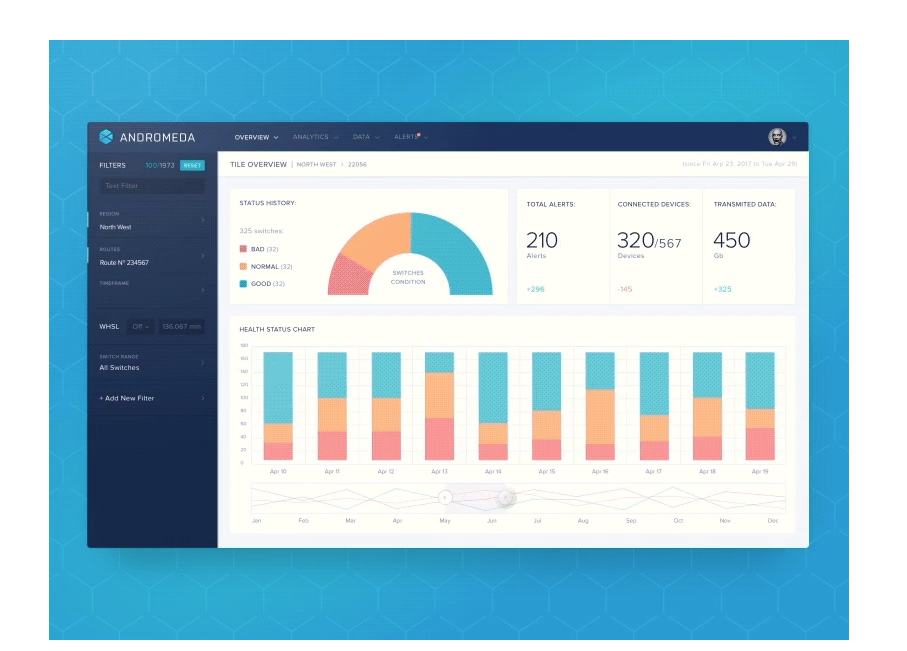 ANDROMEDA
OVERVIEW ANALYTICS DATA ALERTS
FILTERS 100/1973 RESET
Text Filter
REGION
North West
ROUTES
Route Nº 234567
TIMEFRAME
WHSL Off 136.067 mm
SWITCH RANGE
All Switches
+ Add New Filter
TILE OVERVIEW | NORTH WEST › 22056
(since Fri Arp 23, 2017 to Tue Apr 29)
STATUS HISTORY:
325 switches:
BAD (32)
NORMAL (32)
GOOD (32)
SWITCHES
CONDITION
TOTAL ALERTS:
210
Alerts
+296
CONNECTED DEVICES:
320/567
Devices
-145
TRANSMITED DATA:
450
Gb
+325
HEALTH STATUS CHART
180
160
140
120
100
80
60
40
20
0
Apr 10 Apr 11 Apr 12 Apr 13 Apr 14 Apr 15 Apr 16 Apr 17 Apr 18 Apr 19
Jan Feb Mar Apr May Jun Jul Aug Sep Oct Nov Dec